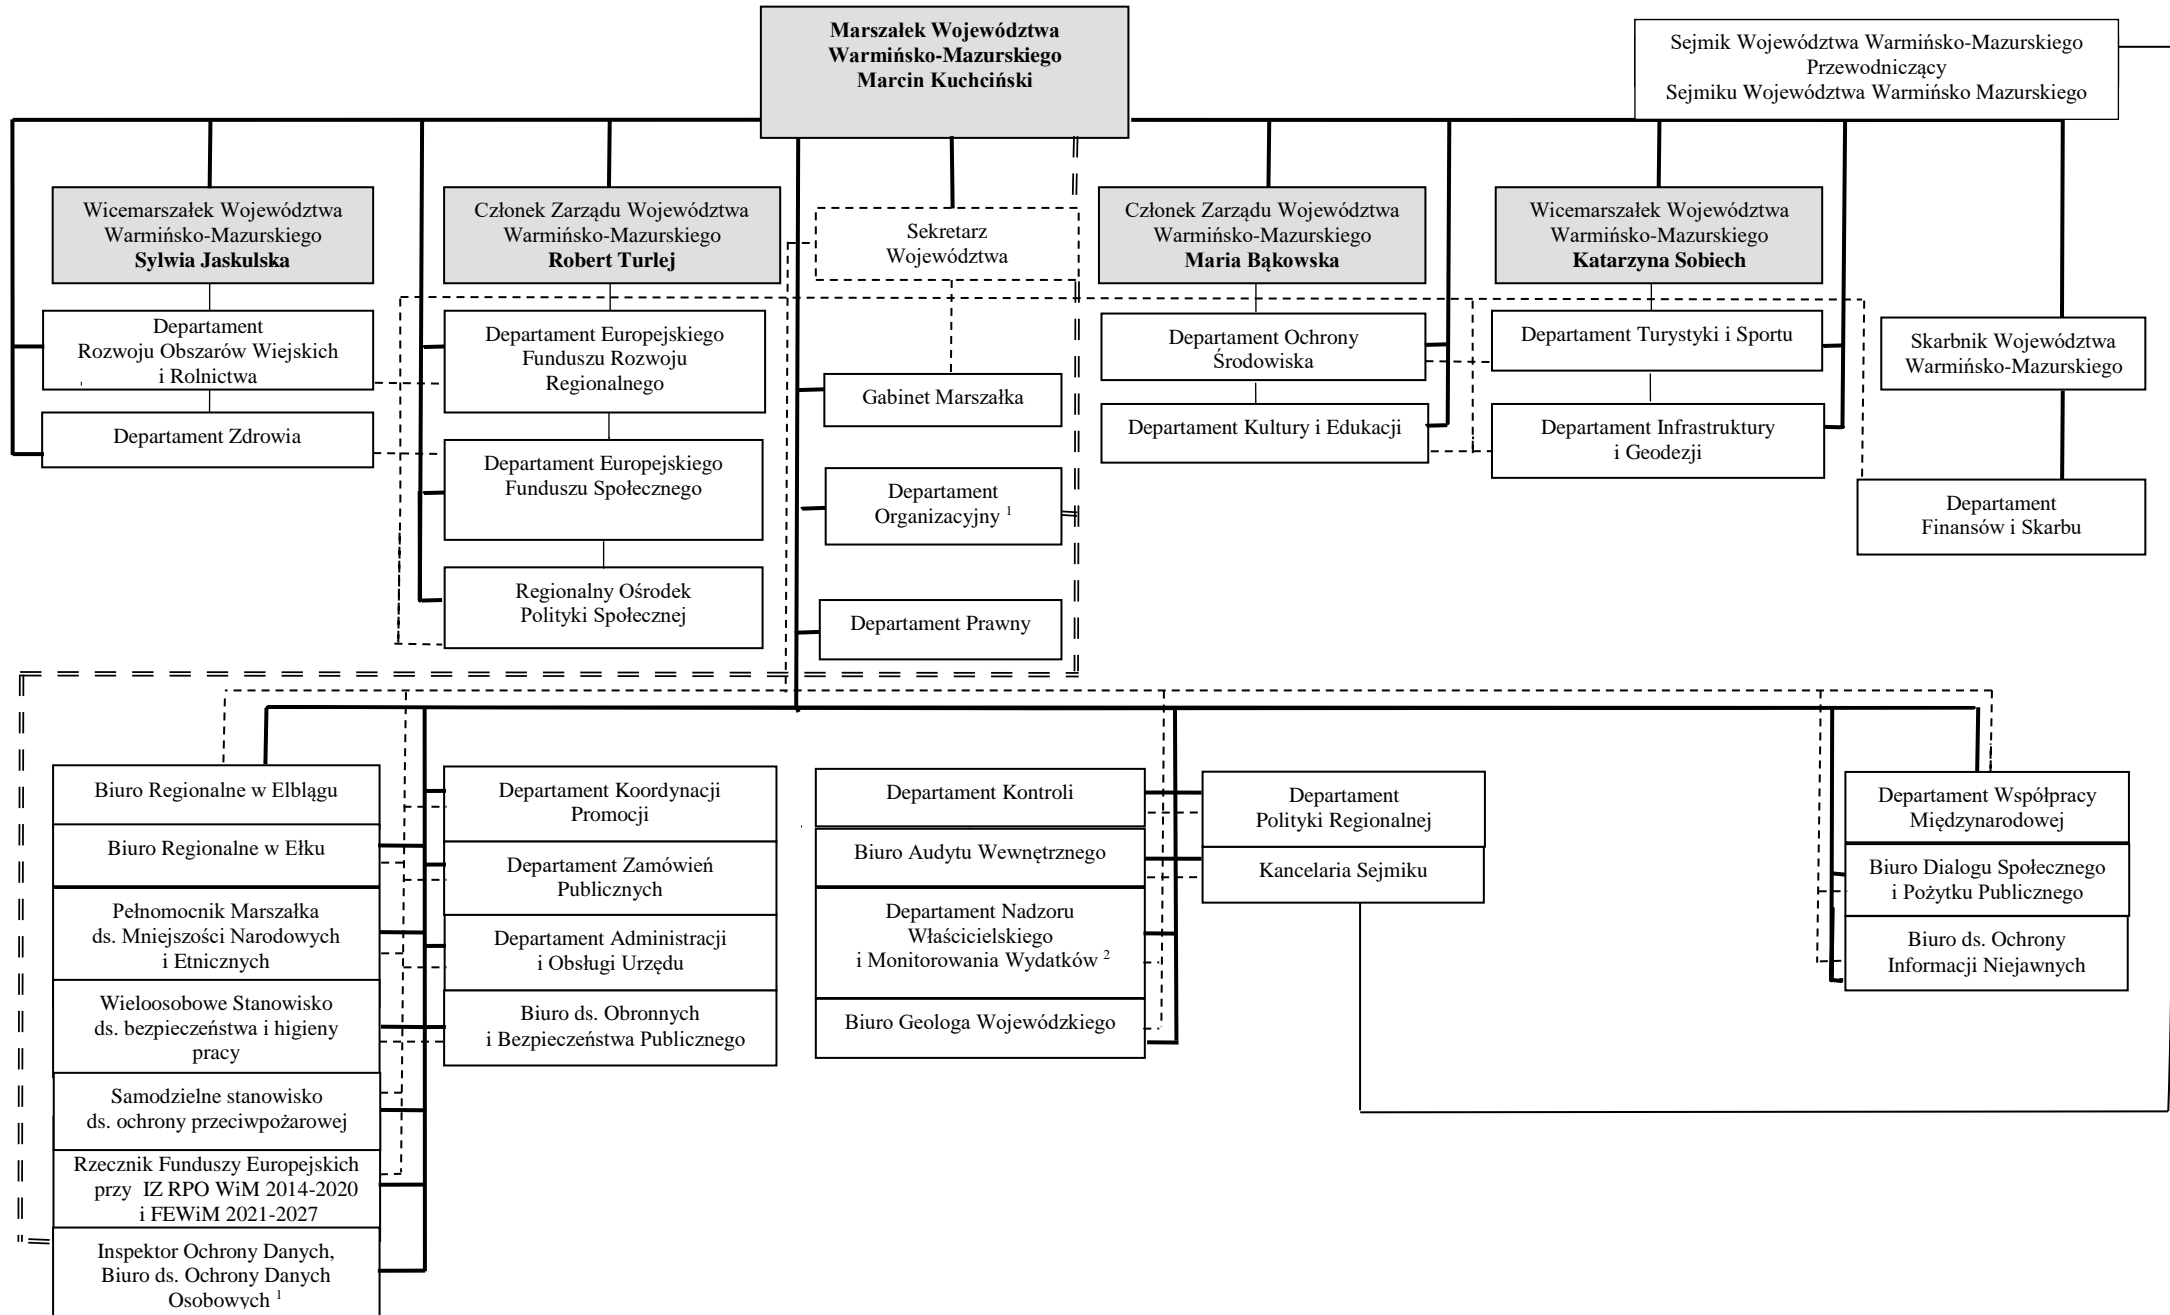 Marszałek Województwa
Warmińsko-Mazurskiego
Marcin Kuchciński
Sejmik Województwa Warmińsko-Mazurskiego
Przewodniczący
Sejmiku Województwa Warmińsko Mazurskiego
Wicemarszałek Województwa
Warmińsko-Mazurskiego
Sylwia Jaskulska
Członek Zarządu Województwa
Warmińsko-Mazurskiego
Robert Turlej
Sekretarz
Województwa
Członek Zarządu Województwa
Warmińsko-Mazurskiego
Maria Bąkowska
Wicemarszałek Województwa
Warmińsko-Mazurskiego
Katarzyna Sobiech
Departament
Rozwoju Obszarów Wiejskich
i Rolnictwa
Departament Zdrowia
Departament Europejskiego
Funduszu Rozwoju
Regionalnego
Departament Europejskiego
Funduszu Społecznego
Regionalny Ośrodek
Polityki Społecznej
Gabinet Marszałka
Departament
Organizacyjny 1
Departament Prawny
Departament Ochrony
Środowiska
Departament Kultury i Edukacji
Departament Turystyki i Sportu
Departament Infrastruktury
i Geodezji
Skarbnik Województwa
Warmińsko-Mazurskiego
Departament
Finansów i Skarbu
Biuro Regionalne w Elblągu
Biuro Regionalne w Ełku
Pełnomocnik Marszałka
ds. Mniejszości Narodowych
i Etnicznych
Wieloosobowe Stanowisko
ds. bezpieczeństwa i higieny
pracy
Samodzielne stanowisko
ds. ochrony przeciwpożarowej
Rzecznik Funduszy Europejskich
przy IZ RPO WiM 2014-2020
i FEWiM 2021-2027
Inspektor Ochrony Danych,
Biuro ds. Ochrony Danych
Osobowych 1
Departament Koordynacji
Promocji
Departament Zamówień
Publicznych
Departament Administracji
i Obsługi Urzędu
Biuro ds. Obronnych
i Bezpieczeństwa Publicznego
Departament Kontroli
Biuro Audytu Wewnętrznego
Departament Nadzoru
Właścicielskiego
i Monitorowania Wydatków 2
Biuro Geologa Wojewódzkiego
Departament
Polityki Regionalnej
Kancelaria Sejmiku
Departament Współpracy
Międzynarodowej
Biuro Dialogu Społecznego
i Pożytku Publicznego
Biuro ds. Ochrony
Informacji Niejawnych